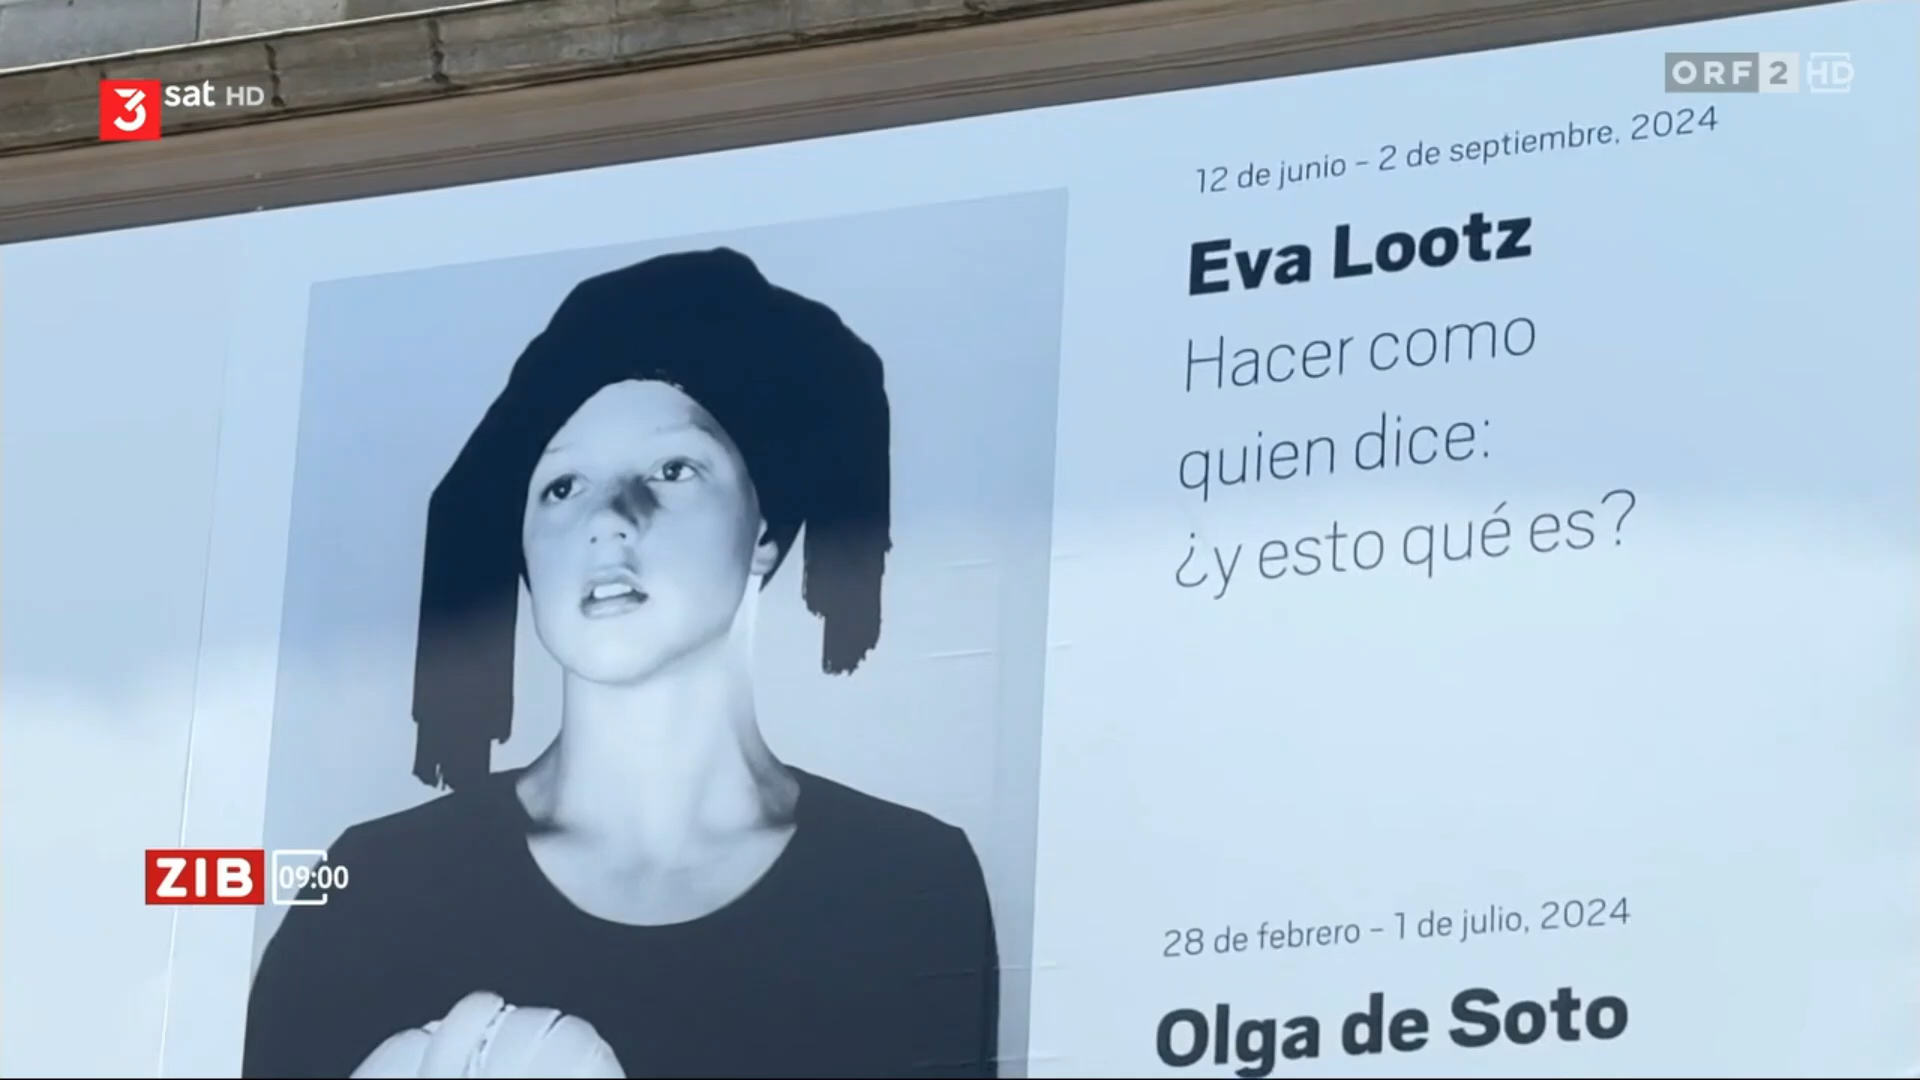 3sat HD
ORF 2 HD
12 de junio – 2 de septiembre, 2024
Eva Lootz
Hacer como
quien dice:
¿y esto qué es?
ZIB 09:00
28 de febrero – 1 de julio, 2024
Olga de Soto